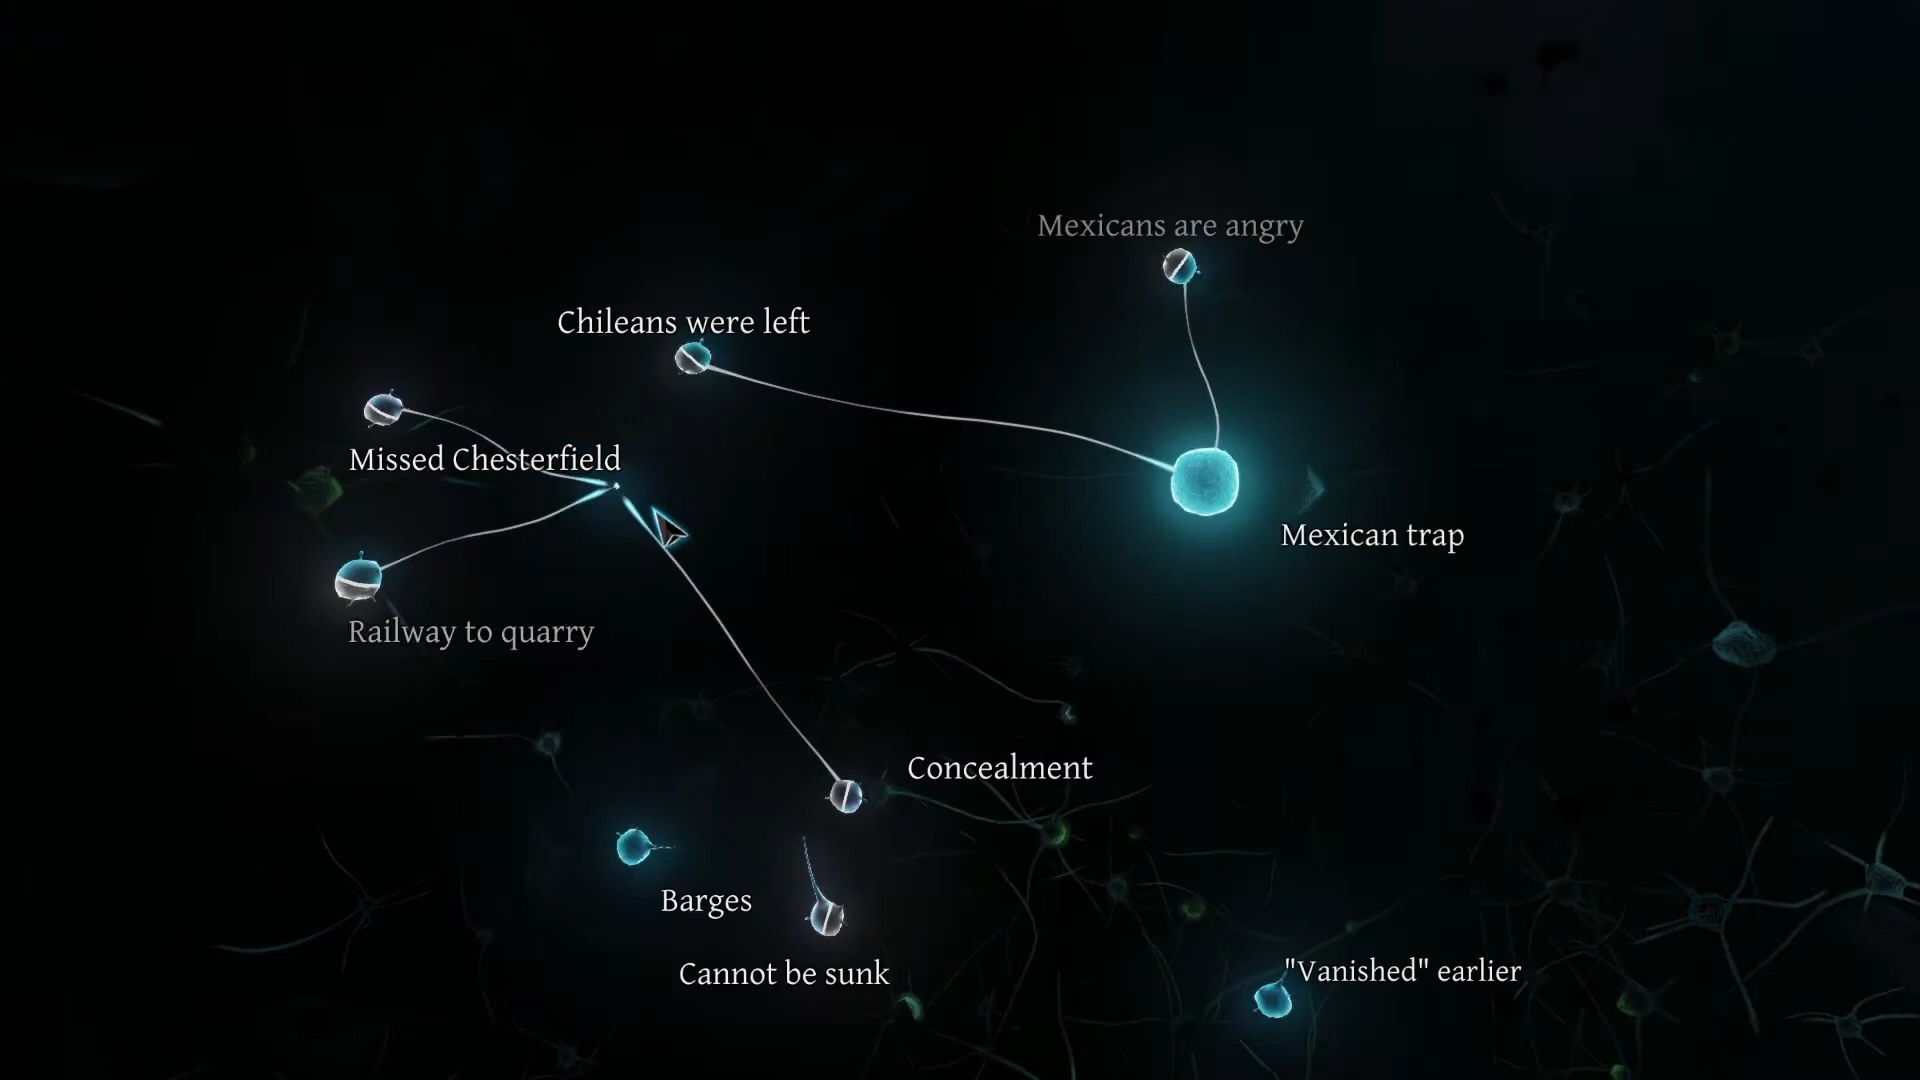 Mexicans are angry
Chileans were left
Missed Chesterfield
Mexican trap
Railway to quarry
Concealment
Barges
Cannot be sunk
"Vanished" earlier